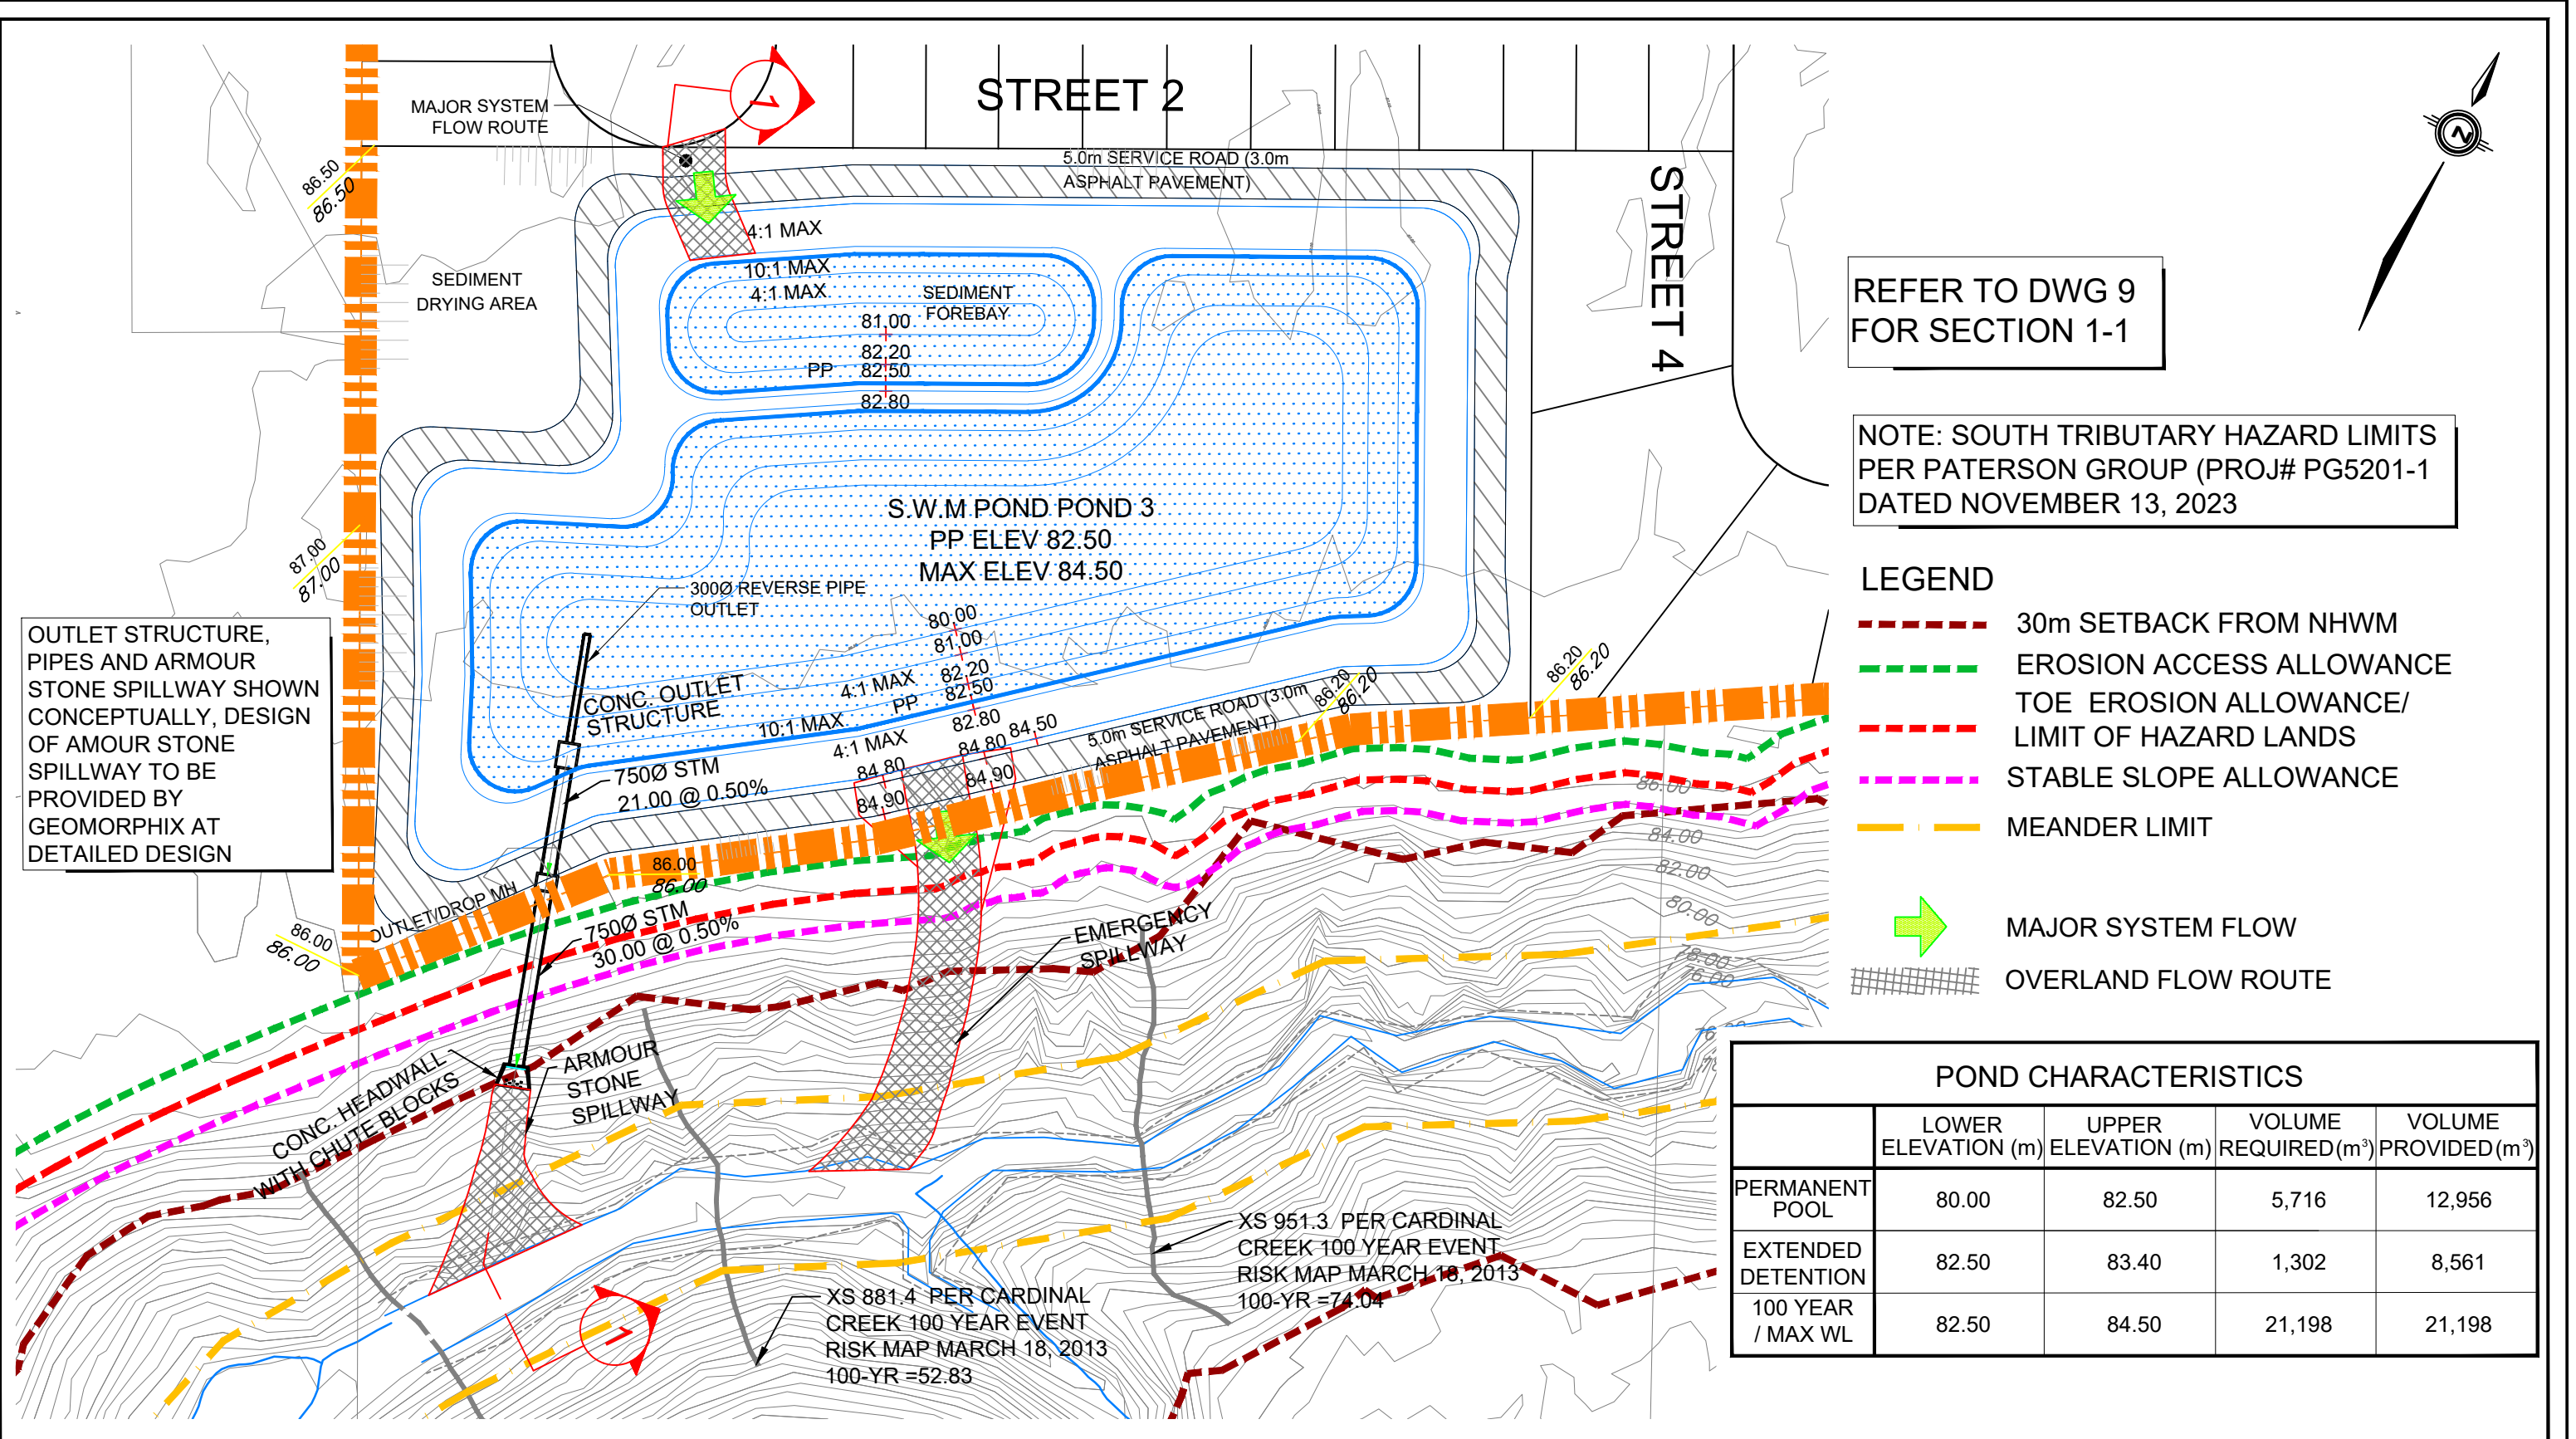 STREET 2
MAJOR SYSTEM
FLOW ROUTE
1
5.0m SERVICE ROAD (3.0m
ASPHALT PAVEMENT)
STREET 4
N
86.50
86.50
4:1 MAX
10:1 MAX
4:1 MAX
SEDIMENT
FOREBAY
SEDIMENT
DRYING AREA
81.00
82.20
PP 82.50
82.80
REFER TO DWG 9
FOR SECTION 1-1
NOTE: SOUTH TRIBUTARY HAZARD LIMITS
PER PATERSON GROUP (PROJ# PG5201-1
DATED NOVEMBER 13, 2023
S.W.M POND POND 3
PP ELEV 82.50
MAX ELEV 84.50
87.00
87.00
300Ø REVERSE PIPE
OUTLET
OUTLET STRUCTURE,
PIPES AND ARMOUR
STONE SPILLWAY SHOWN
CONCEPTUALLY, DESIGN
OF AMOUR STONE
SPILLWAY TO BE
PROVIDED BY
GEOMORPHIX AT
DETAILED DESIGN
80.00
81.00
82.20
82.50
82.80
84.80
84.50
4:1 MAX
PP
10:1 MAX
4:1 MAX
CONC. OUTLET
STRUCTURE
750Ø STM
21.00 @ 0.50%
84.80
84.90
84.90
5.0m SERVICE ROAD (3.0m
ASPHALT PAVEMENT)
86.20
86.20
86.20
86.20
LEGEND
30m SETBACK FROM NHWM
EROSION ACCESS ALLOWANCE
TOE EROSION ALLOWANCE/
LIMIT OF HAZARD LANDS
STABLE SLOPE ALLOWANCE
MEANDER LIMIT
MAJOR SYSTEM FLOW
OVERLAND FLOW ROUTE
86.00
86.00
OUTLET/DROP MH
86.00
86.00
750Ø STM
30.00 @ 0.50%
EMERGENCY
SPILLWAY
86.00
84.00
82.00
80.00
78.00
76.00
CONC. HEADWALL
WITH CHUTE BLOCKS
ARMOUR
STONE
SPILLWAY
XS 951.3 PER CARDINAL
CREEK 100 YEAR EVENT
RISK MAP MARCH 18, 2013
100-YR =74.04
XS 881.4 PER CARDINAL
CREEK 100 YEAR EVENT
RISK MAP MARCH 18, 2013
100-YR =52.83
1
POND CHARACTERISTICS
LOWER ELEVATION (m) UPPER ELEVATION (m) VOLUME REQUIRED (m³) VOLUME PROVIDED (m³)
PERMANENT POOL 80.00 82.50 5,716 12,956
EXTENDED DETENTION 82.50 83.40 1,302 8,561
100 YEAR / MAX WL 82.50 84.50 21,198 21,198